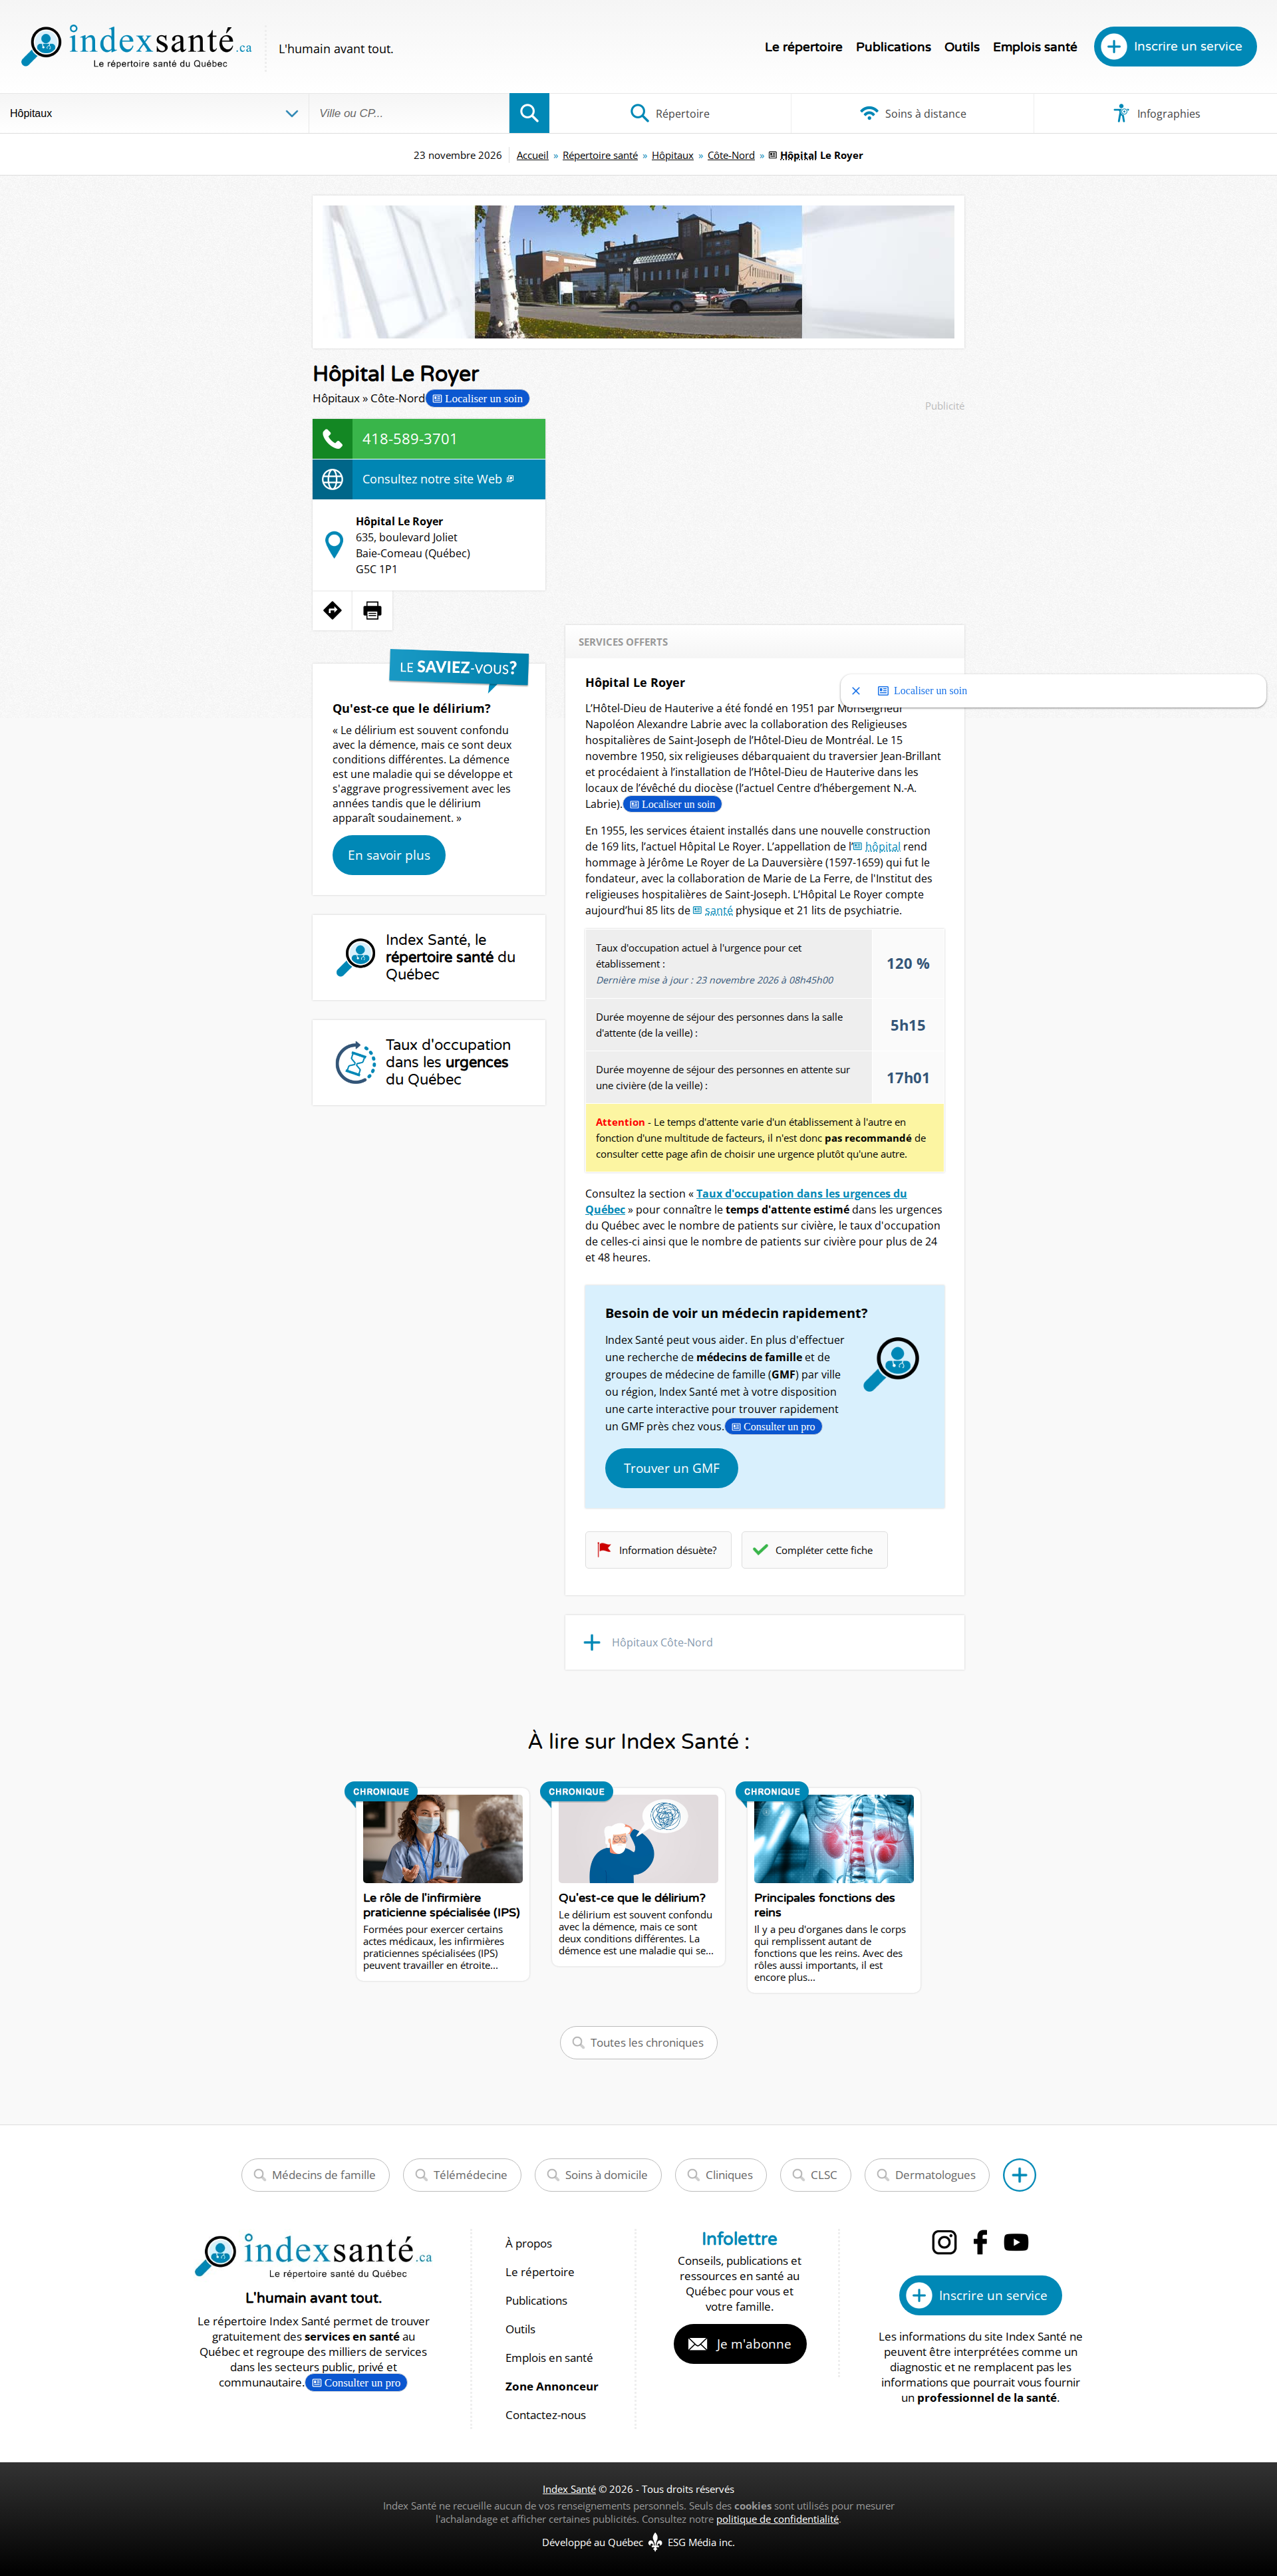 indexsanté.ca
Le répertoire santé du Québec
L'humain avant tout.
Le répertoire Publications Outils Emplois santé
Inscrire un service
Hôpitaux
Ville ou CP...
Répertoire
Soins à distance
Infographies
23 novembre 2026 Accueil » Répertoire santé » Hôpitaux » Côte-Nord » Hôpital Le Royer
Hôpital Le Royer
Hôpitaux » Côte-Nord Localiser un soin
Publicité
418-589-3701
Consultez notre site Web
Hôpital Le Royer
635, boulevard Joliet
Baie-Comeau (Québec)
G5C 1P1
LE SAVIEZ-VOUS?
Qu'est-ce que le délirium?
« Le délirium est souvent confondu
avec la démence, mais ce sont deux
conditions différentes. La démence
est une maladie qui se développe et
s'aggrave progressivement avec les
années tandis que le délirium
apparaît soudainement. »
En savoir plus
Index Santé, le
répertoire santé du
Québec
Taux d'occupation
dans les urgences
du Québec
SERVICES OFFERTS
Hôpital Le Royer
Localiser un soin
L'Hôtel-Dieu de Hauterive a été fondé en 1951 par Monseigneur
Napoléon Alexandre Labrie avec la collaboration des Religieuses
hospitalières de Saint-Joseph de l'Hôtel-Dieu de Montréal. Le 15
novembre 1950, six religieuses débarquaient du traversier Jean-Brillant
et procédaient à l'installation de l'Hôtel-Dieu de Hauterive dans les
locaux de l'évêché du diocèse (l'actuel Centre d'hébergement N.-A.
Labrie). Localiser un soin
En 1955, les services étaient installés dans une nouvelle construction
de 169 lits, l'actuel Hôpital Le Royer. L'appellation de l' hôpital rend
hommage à Jérôme Le Royer de La Dauversière (1597-1659) qui fut le
fondateur, avec la collaboration de Marie de La Ferre, de l'Institut des
religieuses hospitalières de Saint-Joseph. L'Hôpital Le Royer compte
aujourd'hui 85 lits de santé physique et 21 lits de psychiatrie.
Taux d'occupation actuel à l'urgence pour cet
établissement :
Dernière mise à jour : 23 novembre 2026 à 08h45h00
120 %
Durée moyenne de séjour des personnes dans la salle
d'attente (de la veille) :
5h15
Durée moyenne de séjour des personnes en attente sur
une civière (de la veille) :
17h01
Attention - Le temps d'attente varie d'un établissement à l'autre en
fonction d'une multitude de facteurs, il n'est donc pas recommandé de
consulter cette page afin de choisir une urgence plutôt qu'une autre.
Consultez la section « Taux d'occupation dans les urgences du
Québec » pour connaître le temps d'attente estimé dans les urgences
du Québec avec le nombre de patients sur civière, le taux d'occupation
de celles-ci ainsi que le nombre de patients sur civière pour plus de 24
et 48 heures.
Besoin de voir un médecin rapidement?
Index Santé peut vous aider. En plus d'effectuer
une recherche de médecins de famille et de
groupes de médecine de famille (GMF) par ville
ou région, Index Santé met à votre disposition
une carte interactive pour trouver rapidement
un GMF près chez vous. Consulter un pro
Trouver un GMF
Information désuète?
Compléter cette fiche
Hôpitaux Côte-Nord
À lire sur Index Santé :
CHRONIQUE
Le rôle de l'infirmière
praticienne spécialisée (IPS)
Formées pour exercer certains
actes médicaux, les infirmières
praticiennes spécialisées (IPS)
peuvent travailler en étroite...
CHRONIQUE
Qu'est-ce que le délirium?
Le délirium est souvent confondu
avec la démence, mais ce sont
deux conditions différentes. La
démence est une maladie qui se...
CHRONIQUE
Principales fonctions des
reins
Il y a peu d'organes dans le corps
qui remplissent autant de
fonctions que les reins. Avec des
rôles aussi importants, il est
encore plus...
Toutes les chroniques
Médecins de famille
Télémédecine
Soins à domicile
Cliniques
CLSC
Dermatologues
indexsanté.ca
Le répertoire santé du Québec
L'humain avant tout.
Le répertoire Index Santé permet de trouver
gratuitement des services en santé au
Québec et regroupe des milliers de services
dans les secteurs public, privé et
communautaire. Consulter un pro
À propos
Le répertoire
Publications
Outils
Emplois en santé
Zone Annonceur
Contactez-nous
Infolettre
Conseils, publications et
ressources en santé au
Québec pour vous et
votre famille.
Je m'abonne
Inscrire un service
Les informations du site Index Santé ne
peuvent être interprétées comme un
diagnostic et ne remplacent pas les
informations que pourrait vous fournir
un professionnel de la santé.
Index Santé © 2026 - Tous droits réservés
Index Santé ne recueille aucun de vos renseignements personnels. Seuls des cookies sont utilisés pour mesurer
l'achalandage et afficher certaines publicités. Consultez notre politique de confidentialité.
Développé au Québec ESG Média inc.